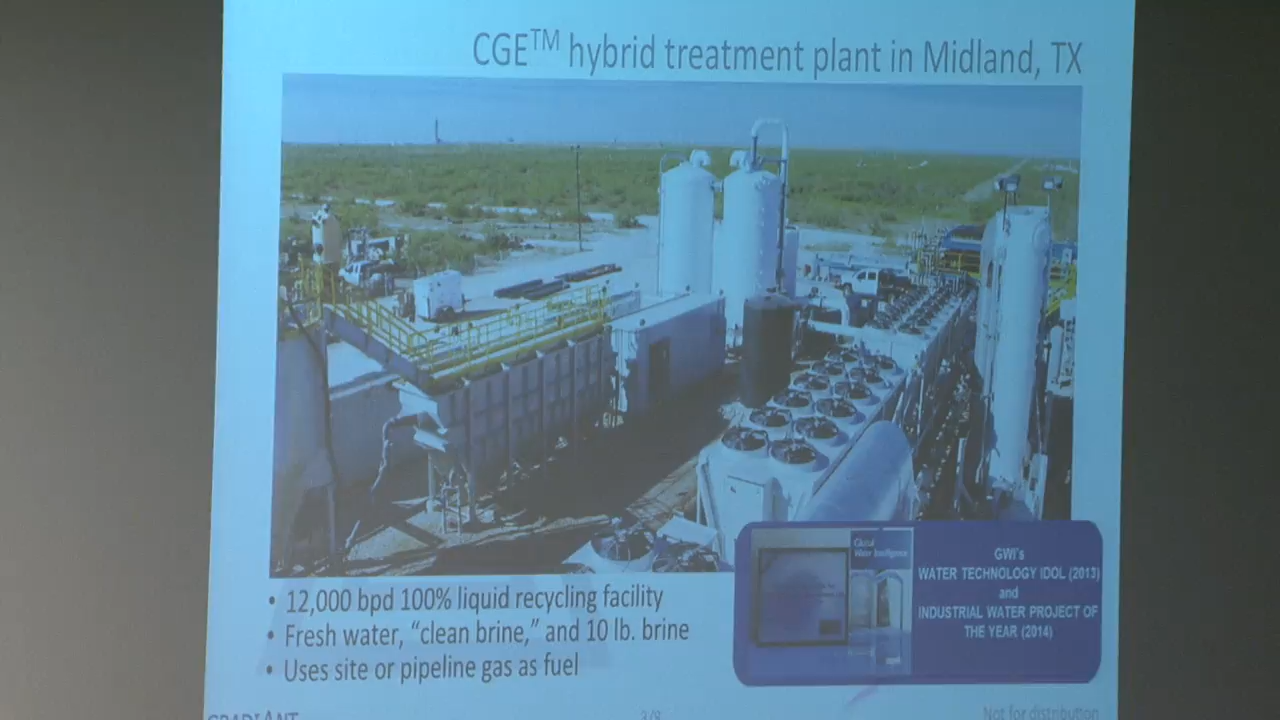 CGE™ hybrid treatment plant in Midland, TX
Global
Water Intelligence
GWI's
WATER TECHNOLOGY IDOL (2013)
and
INDUSTRIAL WATER PROJECT OF
THE YEAR (2014)
• 12,000 bpd 100% liquid recycling facility
• Fresh water, “clean brine,” and 10 lb. brine
• Uses site or pipeline gas as fuel
GRADIANT
Not for distribution